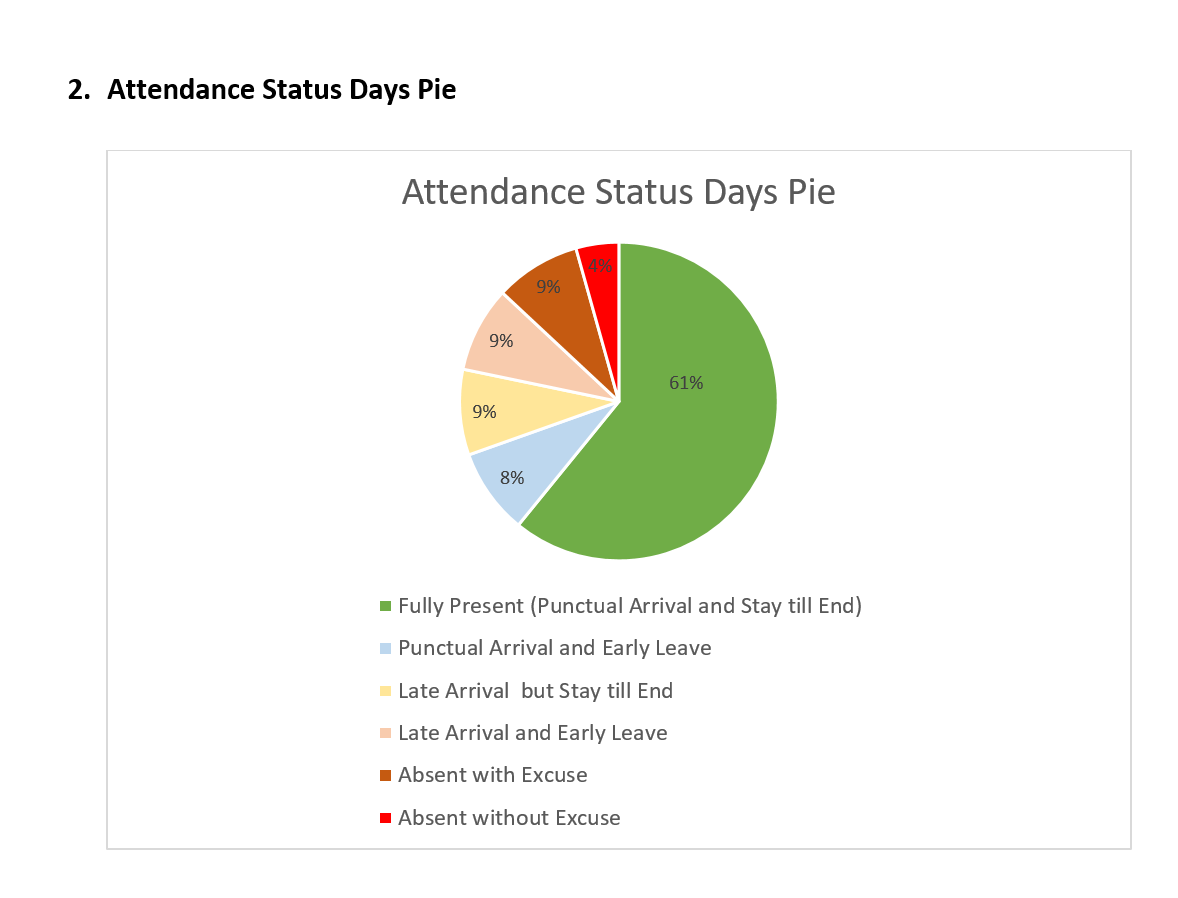 2. Attendance Status Days Pie
Attendance Status Days Pie
4%
9%
9%
61%
9%
8%
Fully Present (Punctual Arrival and Stay till End)
Punctual Arrival and Early Leave
Late Arrival  but Stay till End
Late Arrival and Early Leave
Absent with Excuse
Absent without Excuse